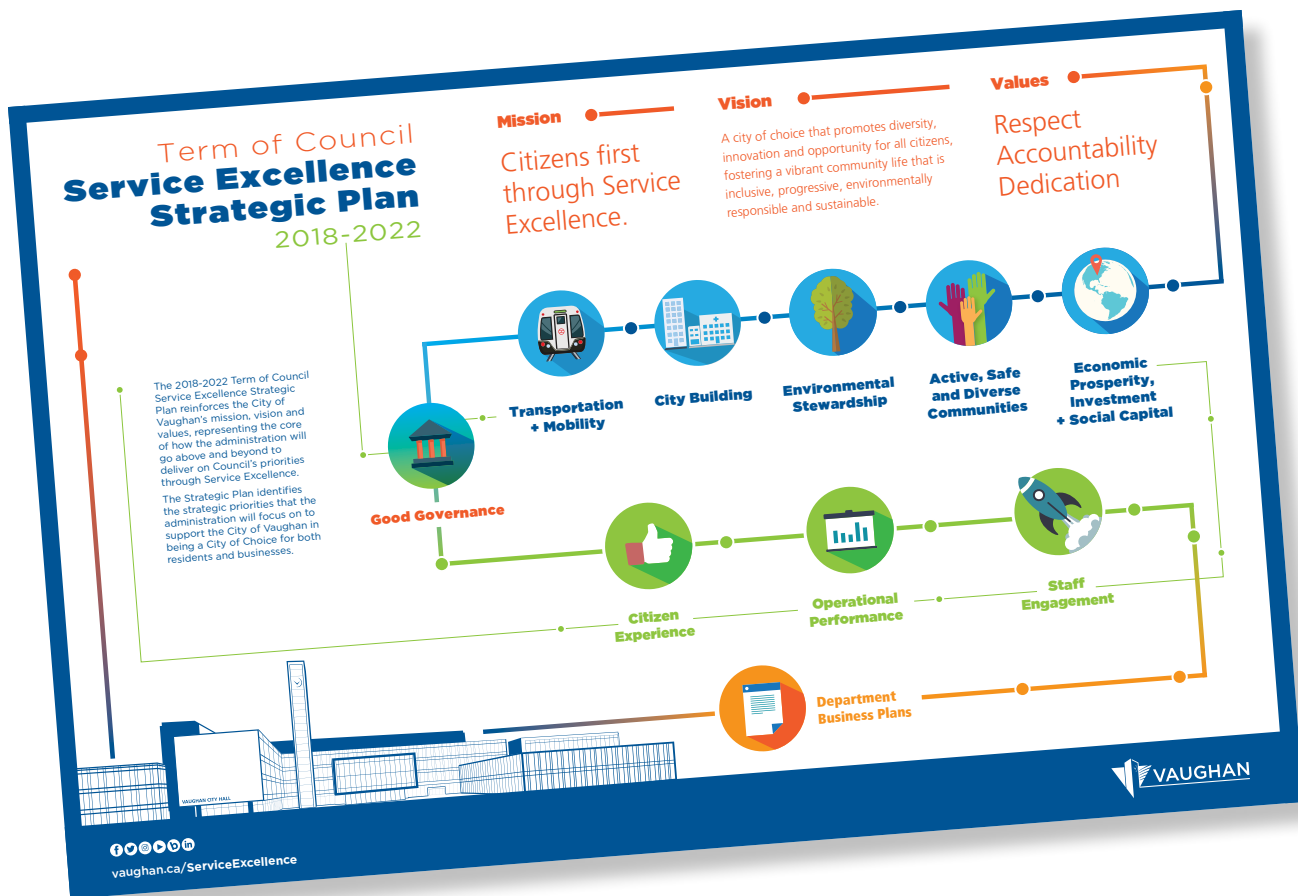 Term of Council
Service Excellence
Strategic Plan
2018-2022
Mission
Citizens first
through Service
Excellence.
Vision
A city of choice that promotes diversity,
innovation and opportunity for all citizens,
fostering a vibrant community life that is
inclusive, progressive, environmentally
responsible and sustainable.
Values
Respect
Accountability
Dedication
The 2018-2022 Term of Council
Service Excellence Strategic
Plan reinforces the City of
Vaughan's mission, vision and
values, representing the core
of how the administration will
go above and beyond to
deliver on Council's priorities
through Service Excellence.
The Strategic Plan identifies
the strategic priorities that the
administration will focus on to
support the City of Vaughan in
being a City of Choice for both
residents and businesses.
Transportation
+ Mobility
City Building
Environmental
Stewardship
Active, Safe
and Diverse
Communities
Economic
Prosperity,
Investment
+ Social Capital
Good Governance
Citizen
Experience
Operational
Performance
Staff
Engagement
Department
Business Plans
VAUGHAN CITY HALL
VAUGHAN
vaughan.ca/ServiceExcellence